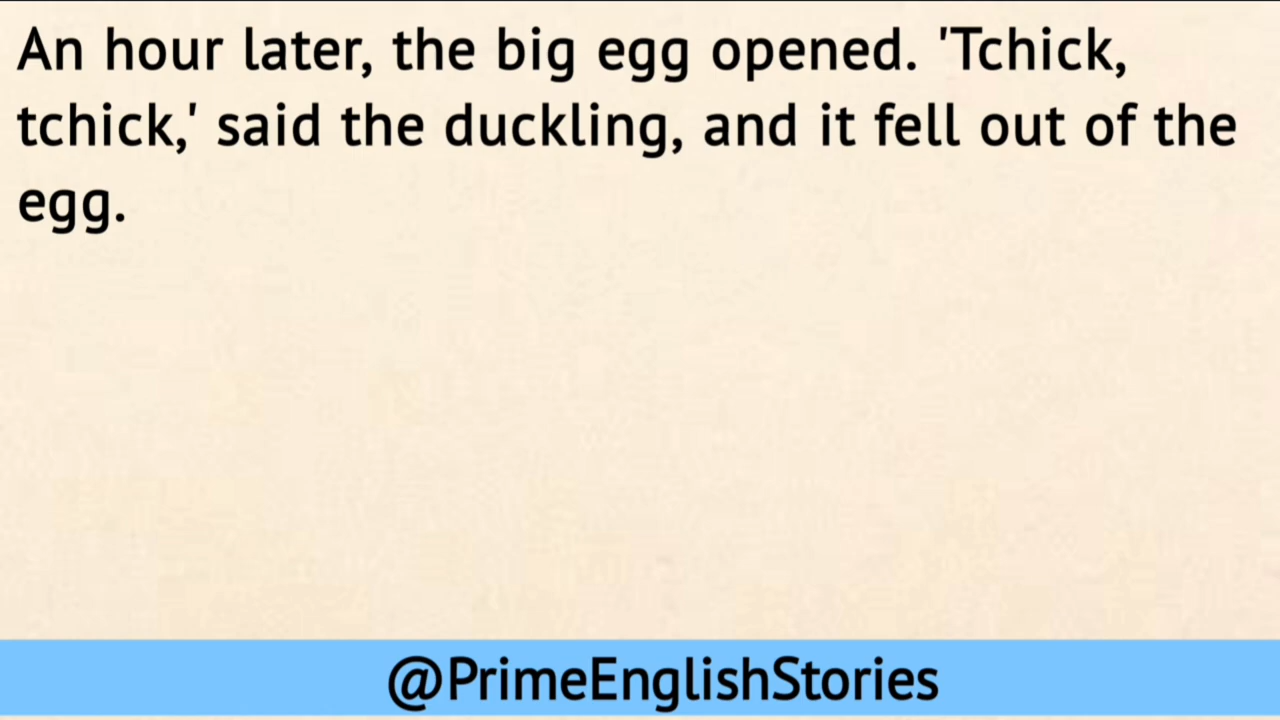 An hour later, the big egg opened. 'Tchick,
tchick,' said the duckling, and it fell out of the
egg.
@PrimeEnglishStories